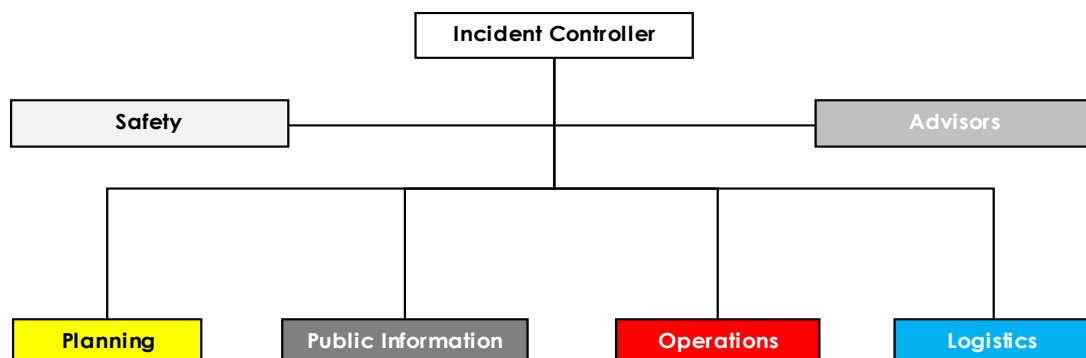 Incident Controller
Safety
Advisors
Planning
Public Information
Operations
Logistics